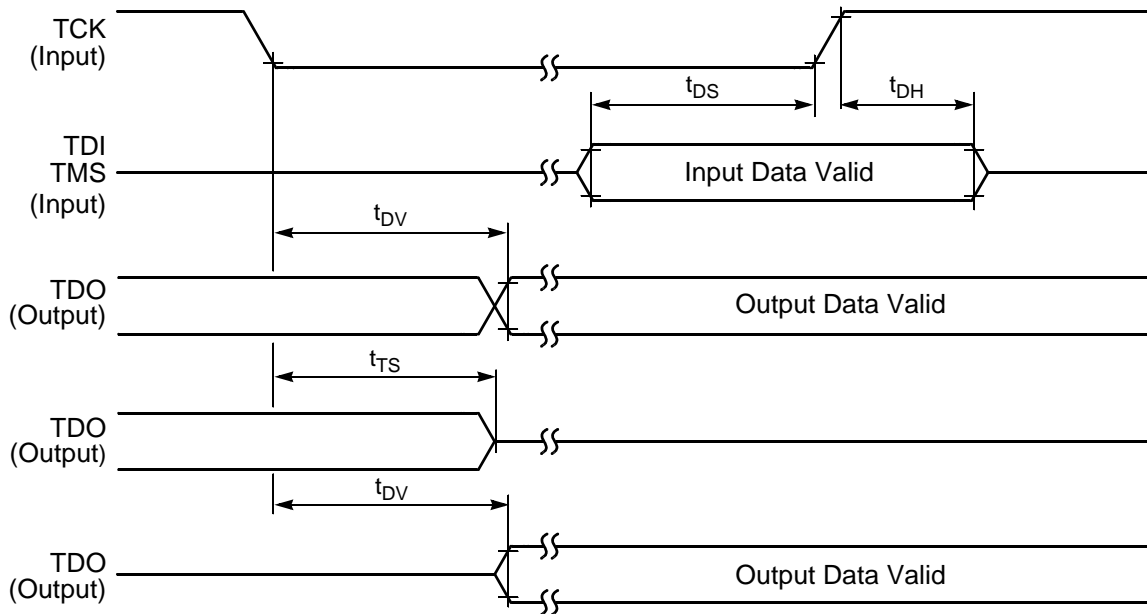 TCK
(Input)
tDS
tDH
TDI
TMS
(Input)
Input Data Valid
tDV
TDO
(Output)
Output Data Valid
tTS
TDO
(Output)
tDV
TDO
(Output)
Output Data Valid